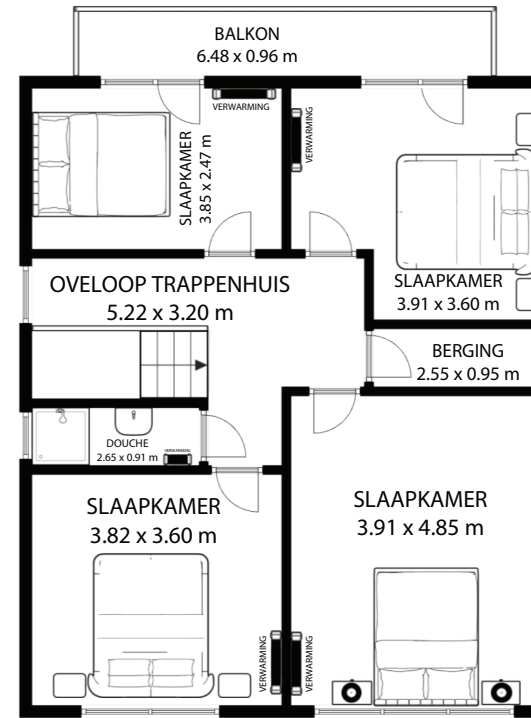 BALKON
6.48 x 0.96 m
VERWARMING
VERWARMING
SLAAPKAMER
3.85 x 2.47 m
SLAAPKAMER
3.91 x 3.60 m
OVELOOP TRAPPENHUIS
5.22 x 3.20 m
BERGING
2.55 x 0.95 m
DOUCHE
2.65 x 0.91 m
VERWARMING
SLAAPKAMER
3.82 x 3.60 m
SLAAPKAMER
3.91 x 4.85 m
VERWARMING
VERWARMING